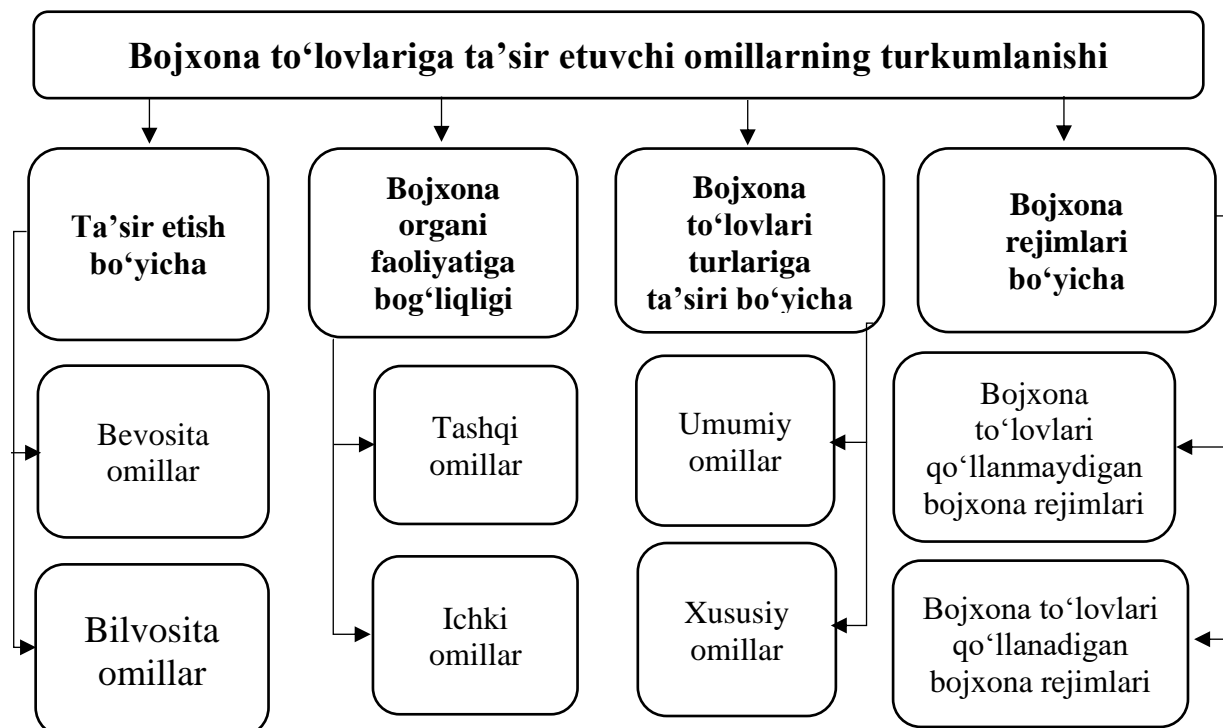 Bojxona to‘lovlariga ta’sir etuvchi omillarning turkumlanishi
Ta’sir etish
bo‘yicha
Bojxona
organi
faoliyatiga
bog‘liqligi
Bojxona
to‘lovlari
turlariga
ta’siri bo‘yicha
Bojxona
rejimlari
bo‘yicha
Bevosita
omillar
Tashqi
omillar
Umumiy
omillar
Bojxona
to‘lovlari
qo‘llanmaydigan
bojxona rejimlari
Bilvosita
omillar
Ichki
omillar
Xususiy
omillar
Bojxona to‘lovlari
qo‘llanadigan
bojxona rejimlari